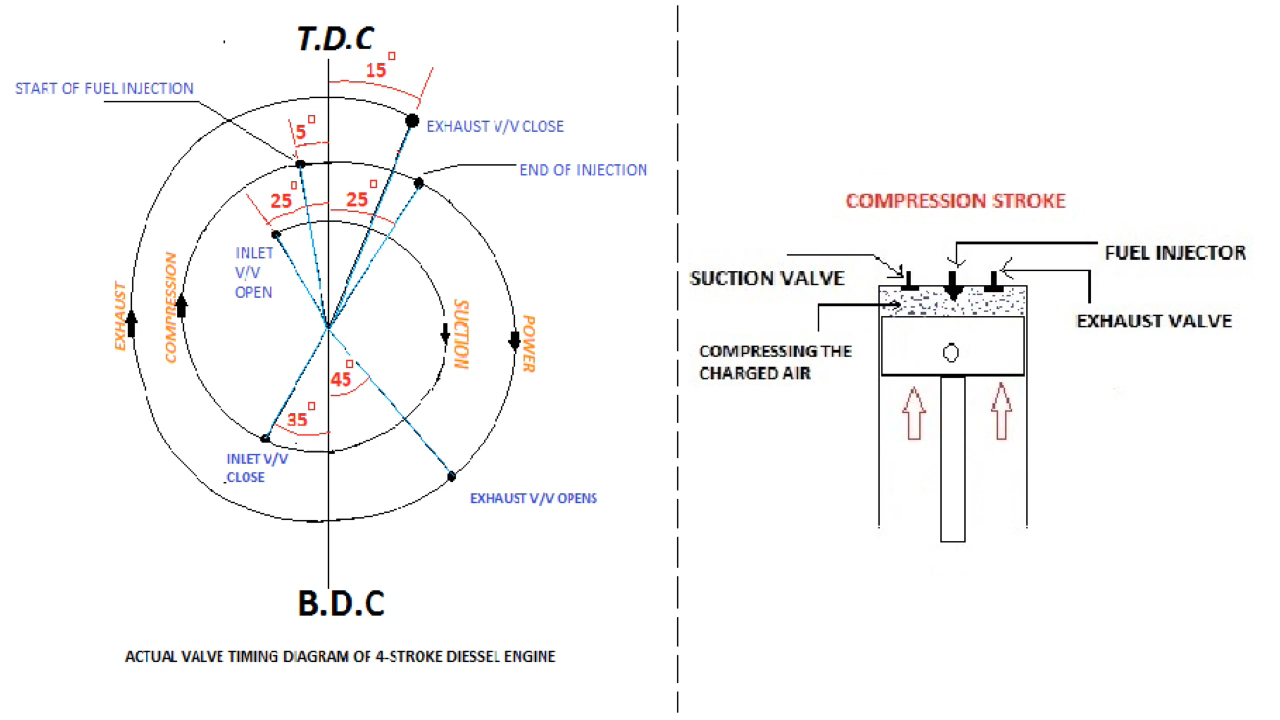 T.D.C
15°
START OF FUEL INJECTION
EXHAUST V/V CLOSE
5°
END OF INJECTION
25°
25°
INLET
V/V
OPEN
EXHAUST
COMPRESSION
SUCTION
POWER
45°
35°
INLET V/V
CLOSE
EXHAUST V/V OPENS
B.D.C
ACTUAL VALVE TIMING DIAGRAM OF 4-STROKE DIESSEL ENGINE
COMPRESSION STROKE
FUEL INJECTOR
SUCTION VALVE
EXHAUST VALVE
COMPRESSING THE
CHARGED AIR